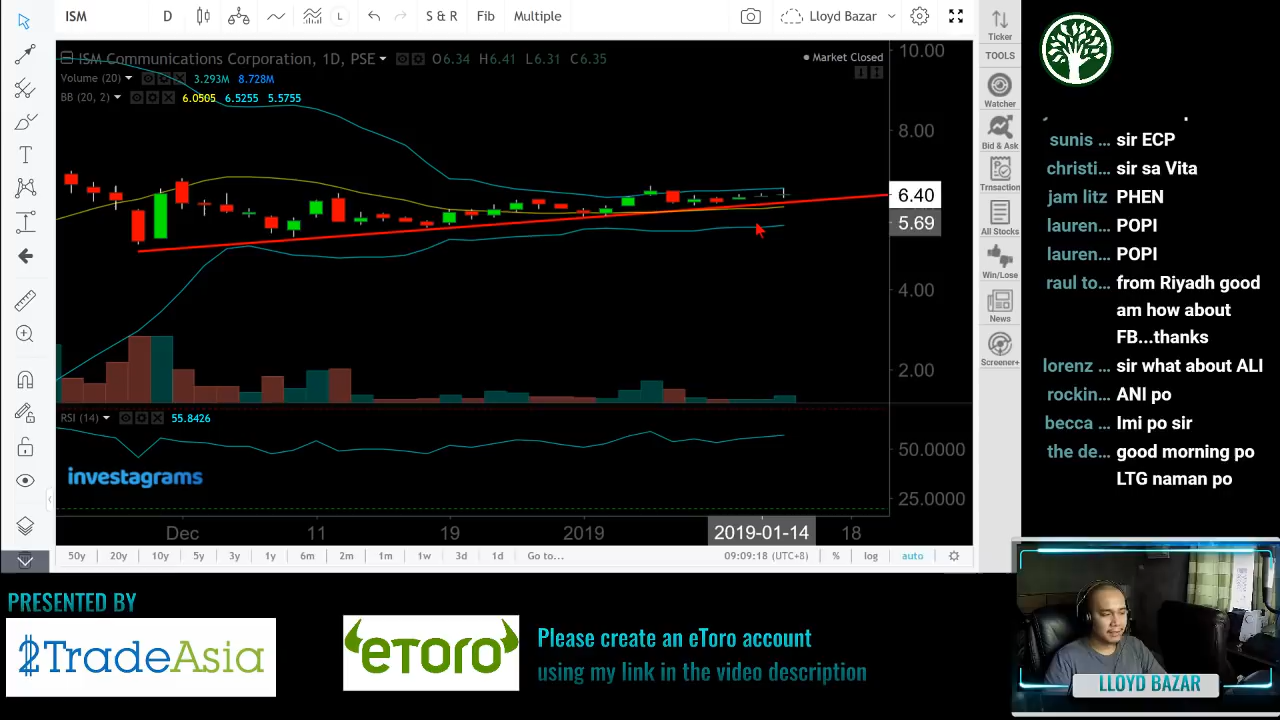 ISM D L S & R Fib Multiple Lloyd Bazar
ISM Communications Corporation, 1D, PSE O6.34 H6.41 L6.31 C6.35
Market Closed
Volume (20) 3.293M 8.728M
BB (20, 2) 6.0505 6.5255 5.5755
10.00
8.00
6.40
5.69
4.00
2.00
RSI (14) 55.8426
50.0000
25.0000
investagrams
Dec 11 19 2019 2019-01-14 18
50y 20y 10y 5y 3y 1y 6m 2m 1m 1w 3d 1d Go to... 09:09:18 (UTC+8) % log auto
Ticker
TOOLS
Watcher
Bid & Ask
Trnsaction
All Stocks
Win/Lose
News
Screener+
sunis ... sir ECP
christi... sir sa Vita
jam litz PHEN
lauren... POPI
lauren... POPI
raul to... from Riyadh good
am how about
FB...thanks
lorenz ... sir what about ALI
rockin... ANI po
becca ... Imi po sir
the de... good morning po
LTG naman po
PRESENTED BY
2TradeAsia
eToro
Please create an eToro account
using my link in the video description
LLOYD BAZAR